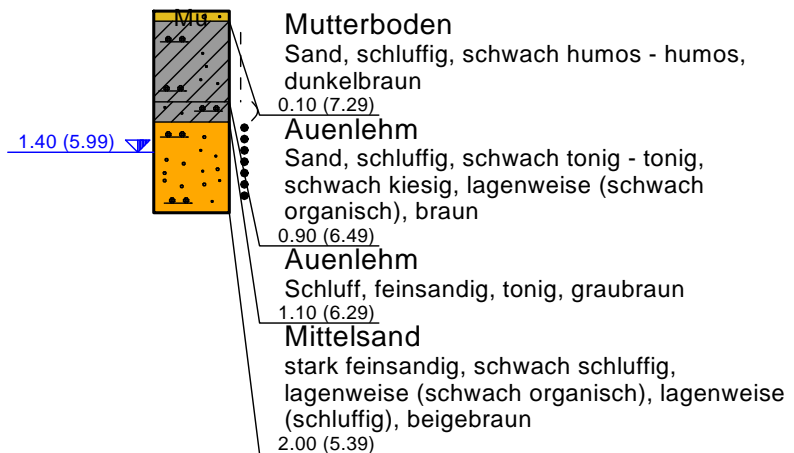 Mu
Mutterboden
Sand, schluffig, schwach humos - humos,
dunkelbraun
0.10 (7.29)
Auenlehm
1.40 (5.99)
Sand, schluffig, schwach tonig - tonig,
schwach kiesig, lagenweise (schwach
organisch), braun
0.90 (6.49)
Auenlehm
Schluff, feinsandig, tonig, graubraun
1.10 (6.29)
Mittelsand
stark feinsandig, schwach schluffig,
lagenweise (schwach organisch), lagenweise
(schluffig), beigebraun
2.00 (5.39)